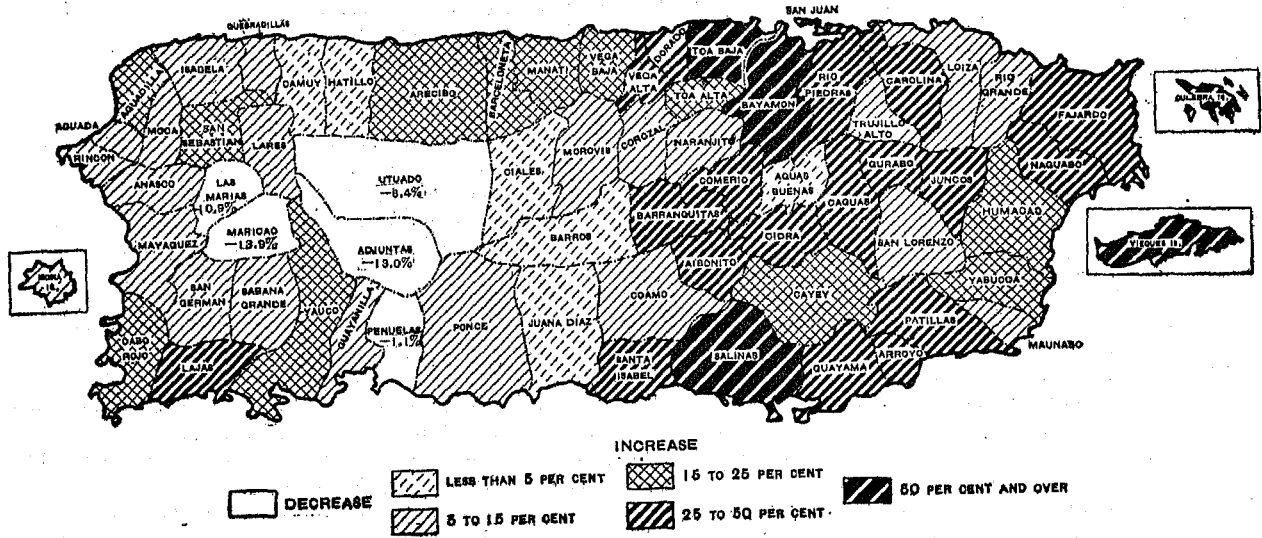 QUEBRADILLAS
SAN JUAN
ISABELA
CAMUY
HATILLO
ARECIBO
BARCELONETA
MANATI
VEGA
BAJA
VEGA
ALTA
DORADO
TOA BAJA
TOA ALTA
BAYAMON
RIO
PIEDRAS
CAROLINA
LOIZA
RIO
GRANDE
FAJARDO
CULEBRA IS.
AGUADILLA
AGUADA
RINCON
MOCA
SAN
SEBASTIAN
LARES
UTUADO
-8.4%
CIALES
MOROVIS
COROZAL
NARANJITO
TRUJILLO
ALTO
AGUAS
BUENAS
GURABO
JUNCOS
NAGUABO
ANASCO
LAS
MARIAS
-0.9%
MARICAO
-13.9%
ADJUNTAS
-13.0%
BARROS
BARRANQUITAS
COMERIO
CAGUAS
CIDRA
SAN LORENZO
HUMACAO
VIEQUES IS.
MAYAGUEZ
MONA
IS.
SAN
GERMAN
SABANA
GRANDE
YAUCO
GUAYANILLA
PENUELAS
-1.1%
PONCE
JUANA DÍAZ
COAMO
AIBONITO
CAYEY
YABUCOA
PATILLAS
MAUNABO
CABO
ROJO
LAJAS
SANTA
ISABEL
SALINAS
GUAYAMA
ARROYO
INCREASE
DECREASE
LESS THAN 5 PER CENT
15 TO 25 PER CENT
50 PER CENT AND OVER
5 TO 15 PER CENT
25 TO 50 PER CENT